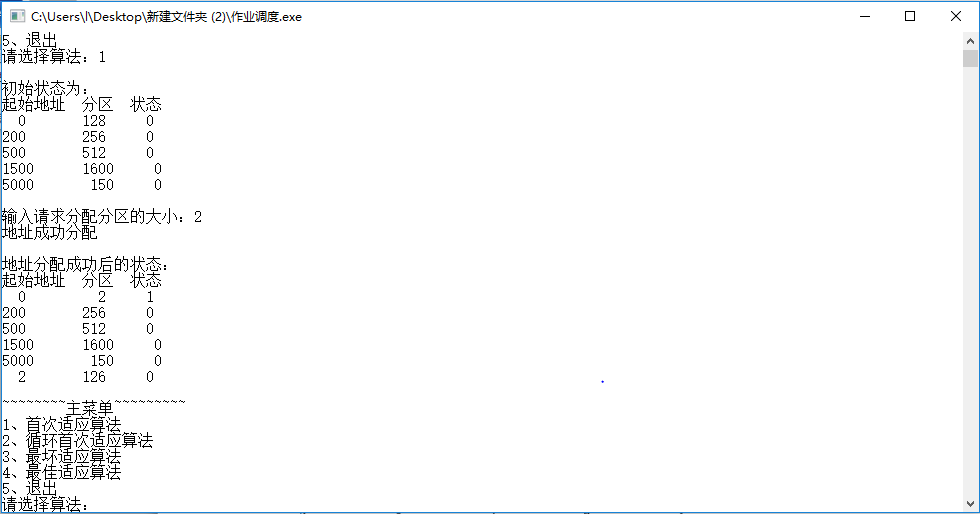 C:\Users\l\Desktop\新建文件夹 (2)\作业调度.exe
5、退出
请选择算法：1
初始状态为：
起始地址 分区 状态
0 128 0
200 256 0
500 512 0
1500 1600 0
5000 150 0
输入请求分配分区的大小：2
地址成功分配
地址分配成功后的状态：
起始地址 分区 状态
0 2 1
200 256 0
500 512 0
1500 1600 0
5000 150 0
2 126 0
~~~~~~~~主菜单~~~~~~~~~
1、首次适应算法
2、循环首次适应算法
3、最坏适应算法
4、最佳适应算法
5、退出
请选择算法：